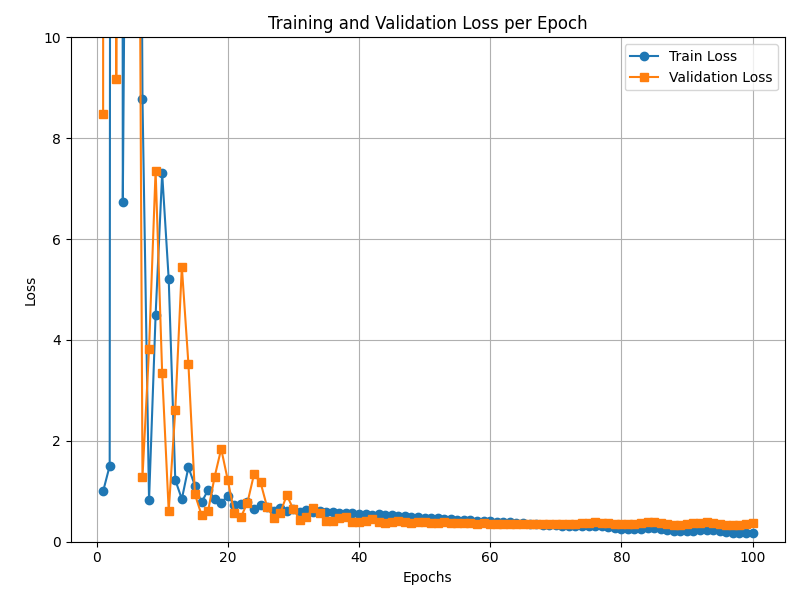 Training and Validation Loss per Epoch
Train Loss
Validation Loss
10
8
6
4
2
0
Loss
0 20 40 60 80 100
Epochs